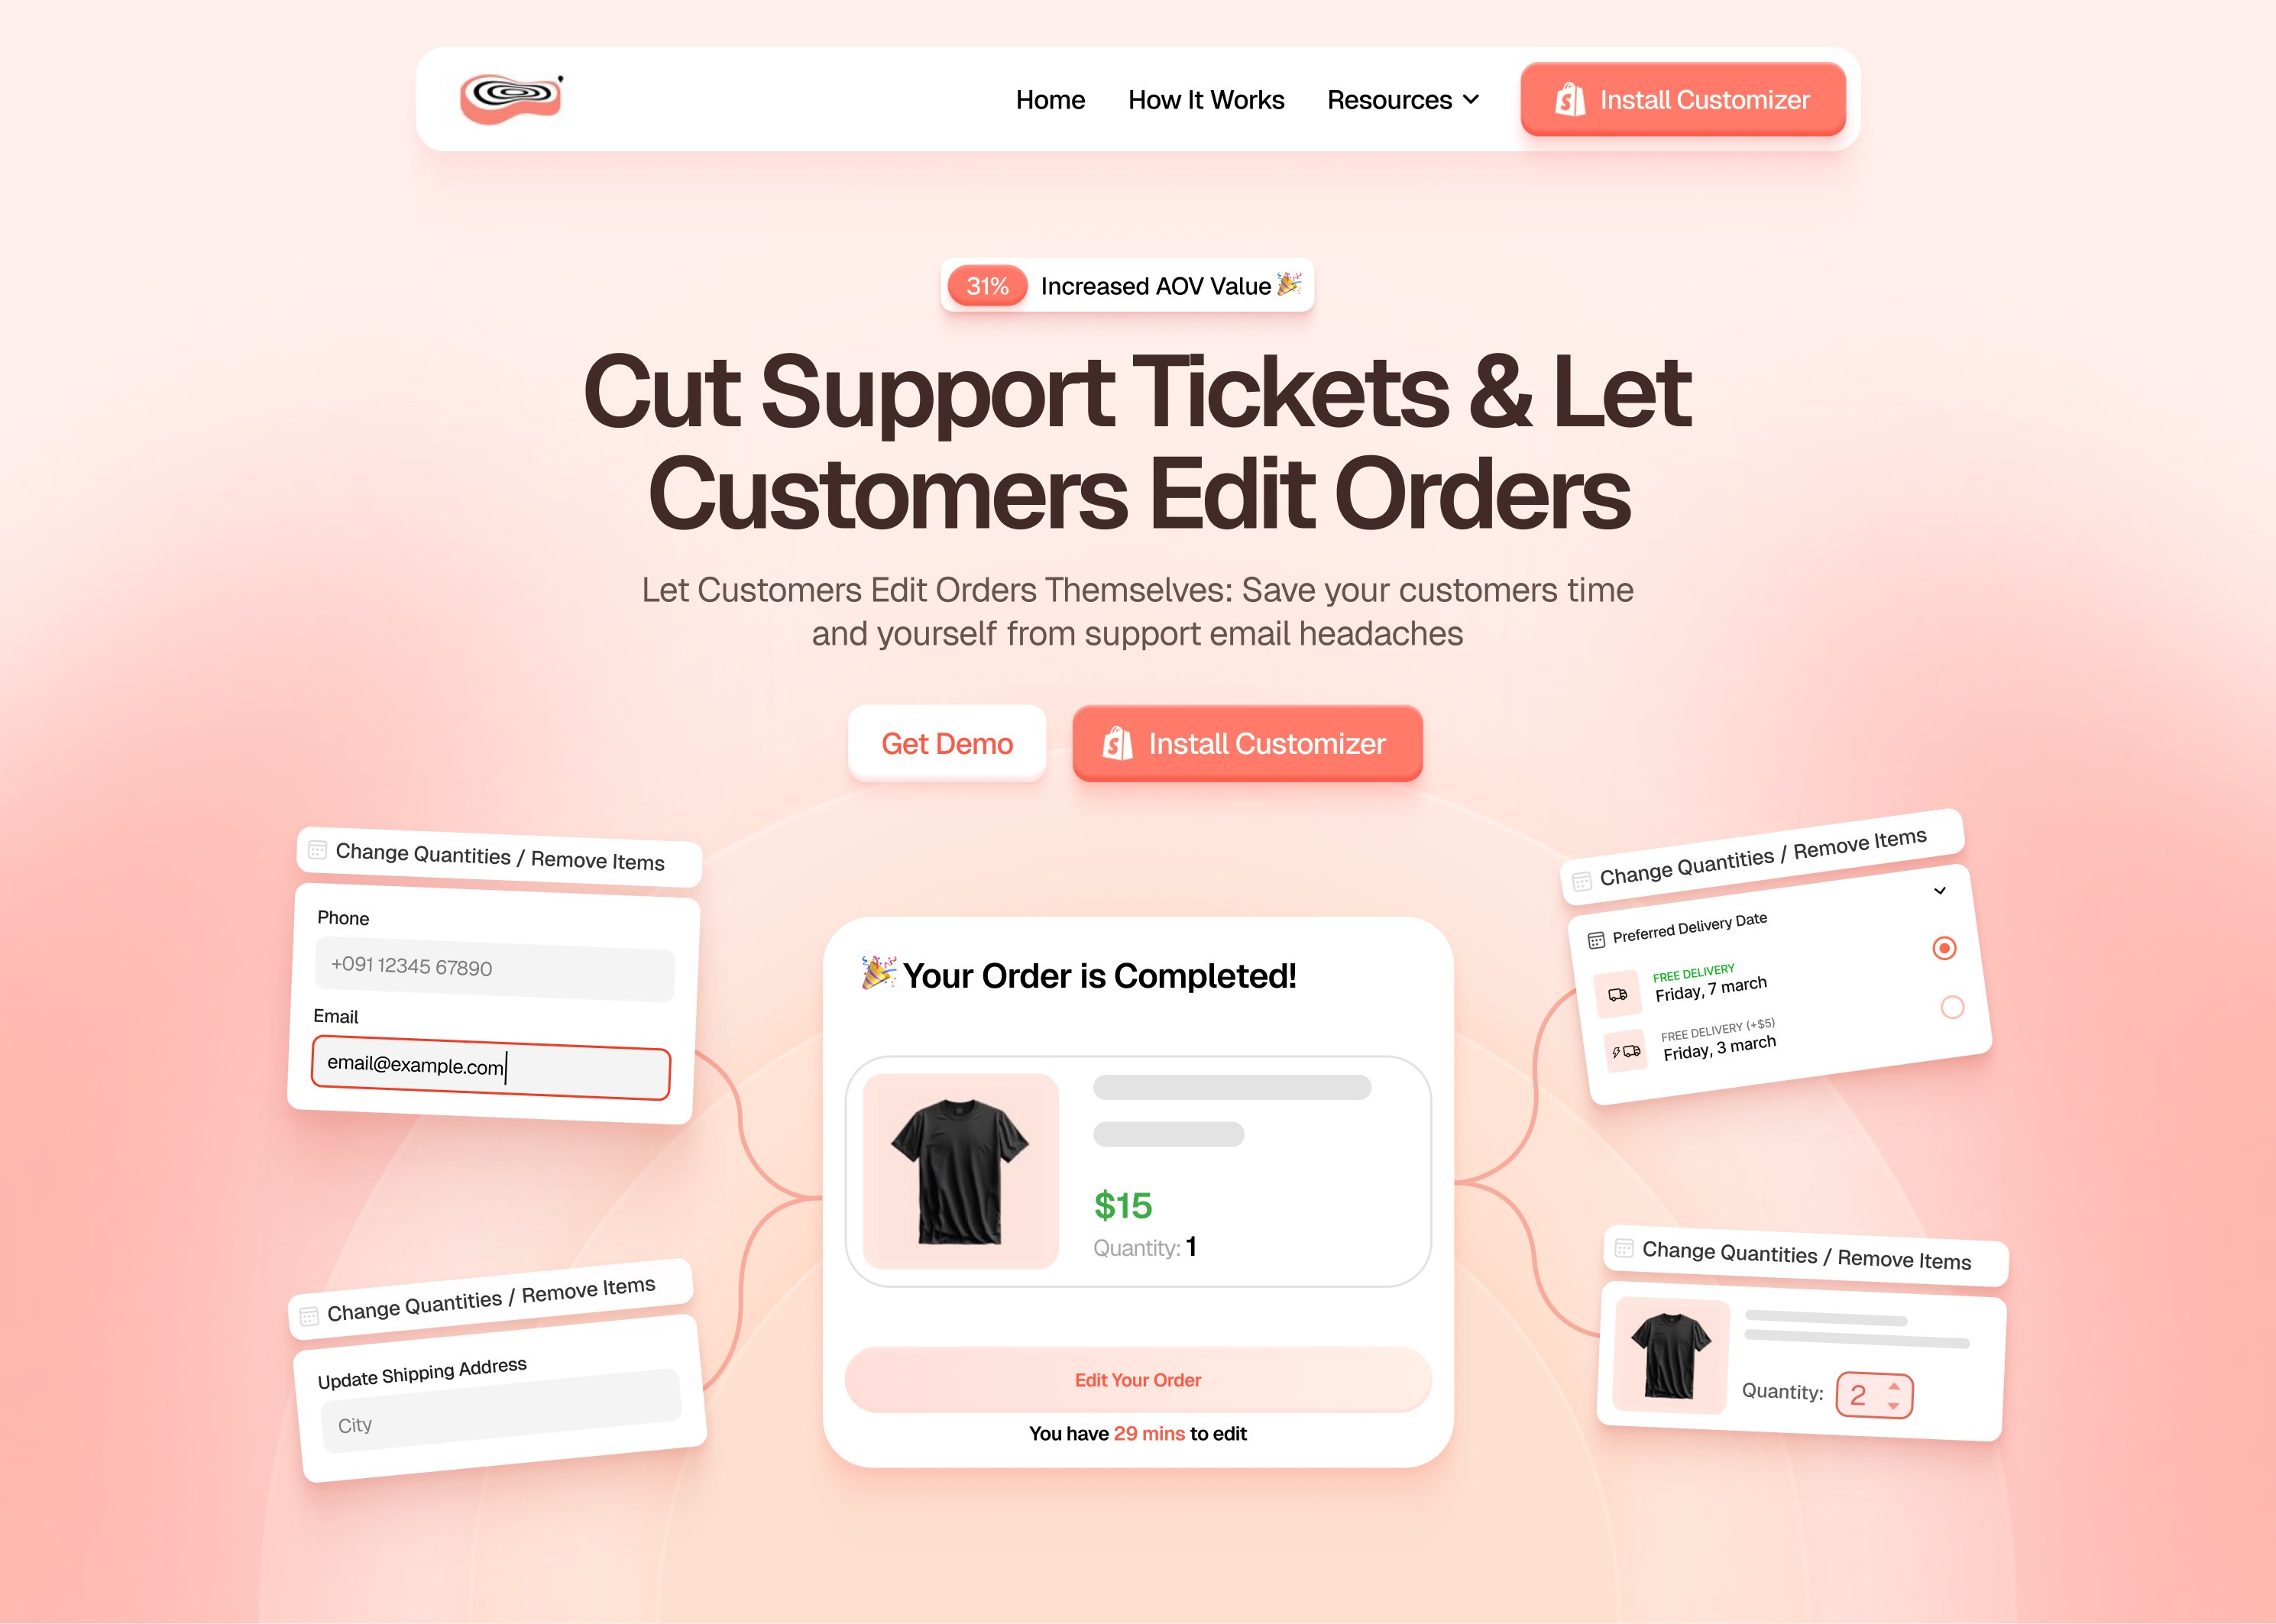 Home
How It Works
Resources
Install Customizer
31%
Increased AOV Value
Cut Support Tickets & Let
Customers Edit Orders
Let Customers Edit Orders Themselves: Save your customers time
and yourself from support email headaches
Get Demo
Install Customizer
Change Quantities / Remove Items
Phone
+091 12345 67890
Email
email@example.com
Change Quantities / Remove Items
Update Shipping Address
City
Your Order is Completed!
$15
Quantity: 1
Edit Your Order
You have 29 mins to edit
Change Quantities / Remove Items
Preferred Delivery Date
FREE DELIVERY
Friday, 7 march
FREE DELIVERY (+$5)
Friday, 3 march
Change Quantities / Remove Items
Quantity: 2